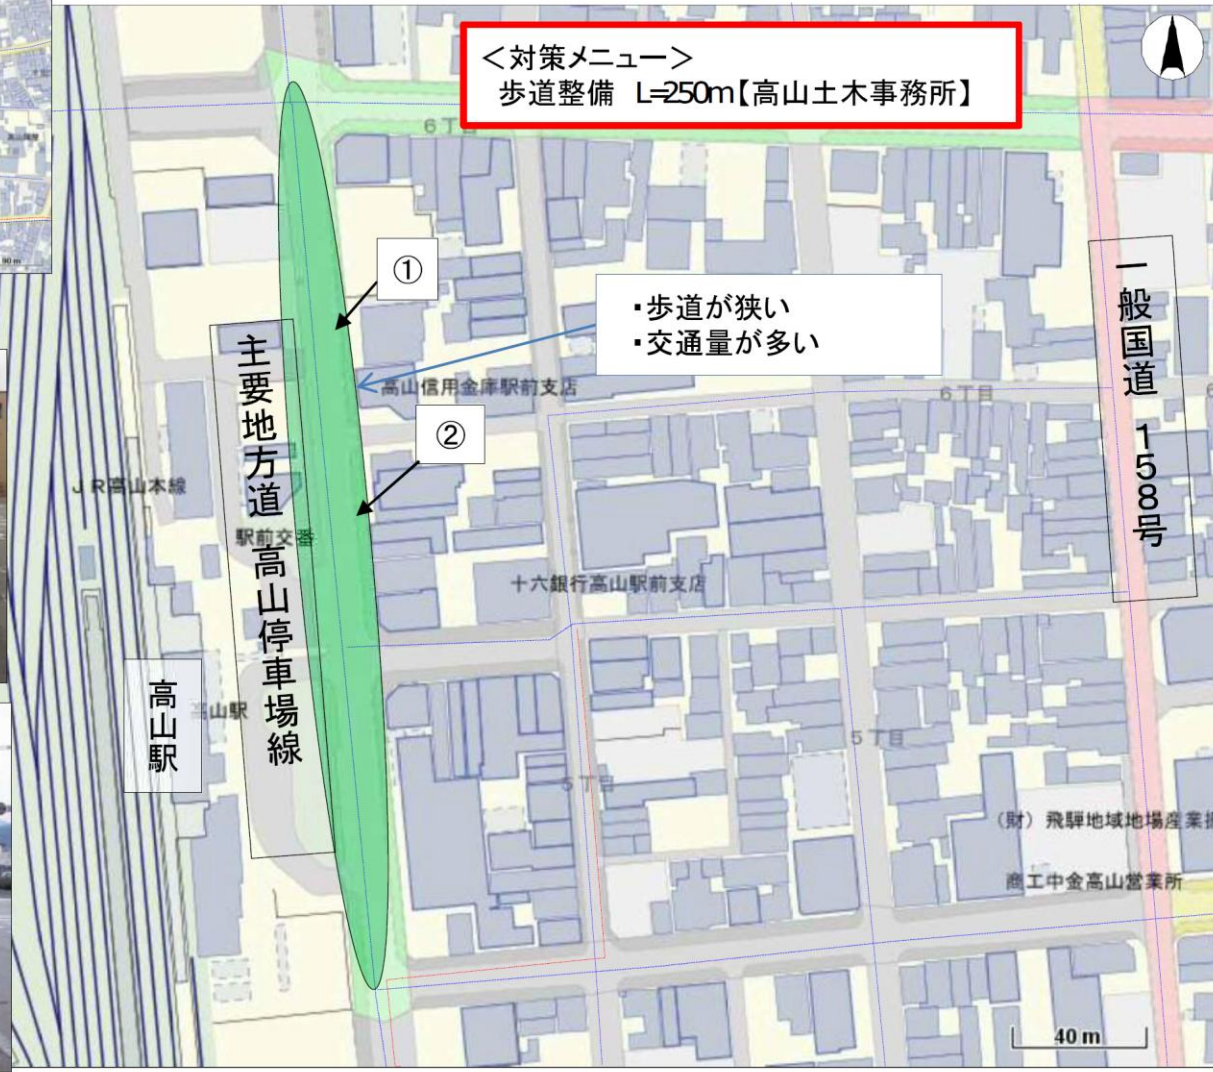 ＜対策メニュー＞
歩道整備 L=250m【高山土木事務所】
6丁目
①
・歩道が狭い
・交通量が多い
一般国道 158号
主要地方道 高山停車場線
高山信用金庫駅前支店
6丁目
②
JR高山本線
駅前交番
十六銀行高山駅前支店
高山駅
高山駅
5丁目
5丁目
（財）飛騨地域地場産業振
商工中金高山営業所
40 m
90 m